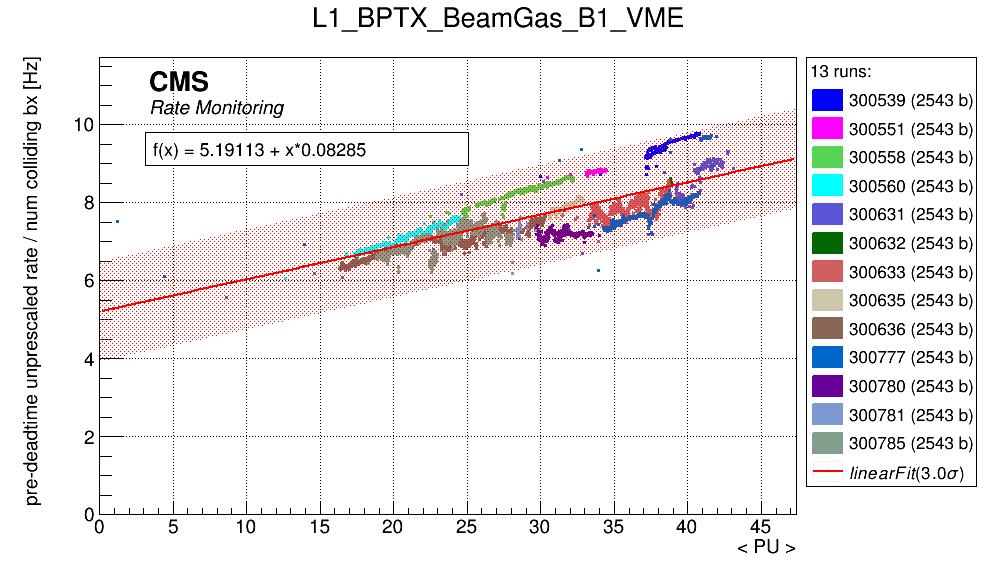 L1_BPTX_BeamGas_B1_VME
pre-deadtime unprescaled rate / num colliding bx [Hz]
CMS
Rate Monitoring
f(x) = 5.19113 + x*0.08285
10
8
6
4
2
0
0 5 10 15 20 25 30 35 40 45
< PU >
13 runs:
300539 (2543 b)
300551 (2543 b)
300558 (2543 b)
300560 (2543 b)
300631 (2543 b)
300632 (2543 b)
300633 (2543 b)
300635 (2543 b)
300636 (2543 b)
300777 (2543 b)
300780 (2543 b)
300781 (2543 b)
300785 (2543 b)
linearFit(3.0σ)